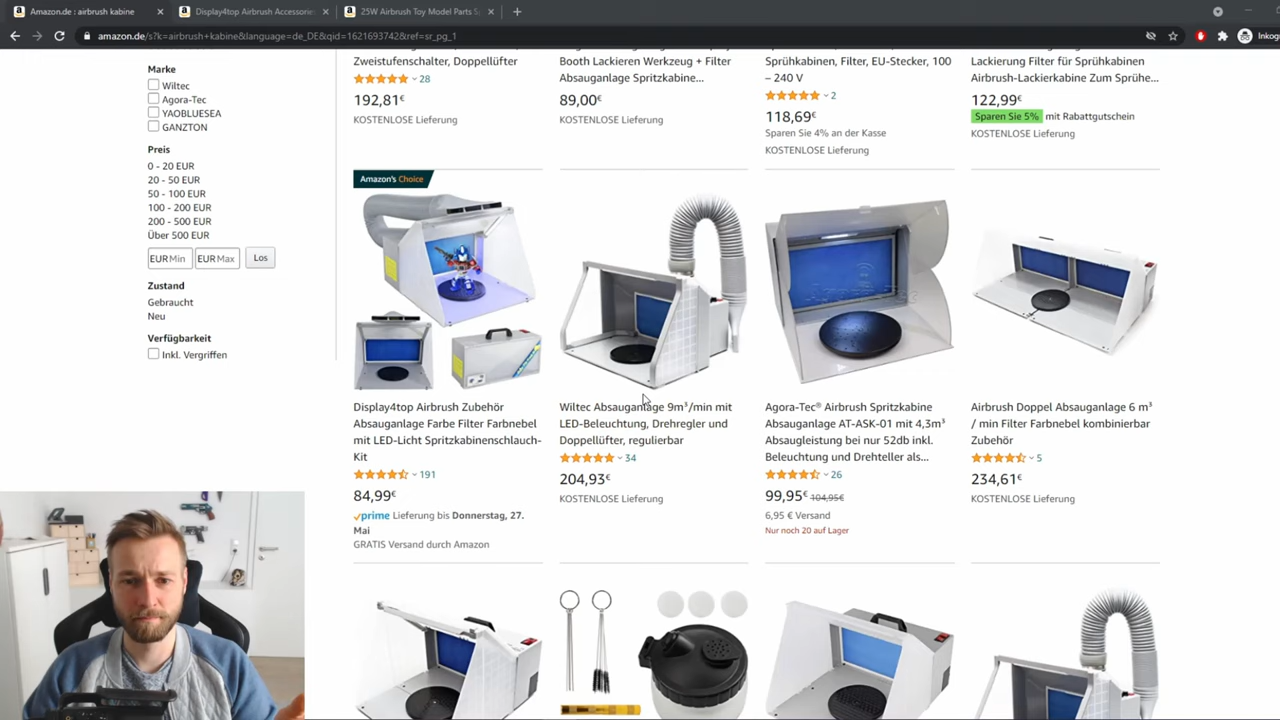 Amazon.de : airbrush kabine
Display4top Airbrush Accessorie
25W Airbrush Toy Model Parts S
amazon.de/s?k=airbrush+kabine&language=de_DE&qid=1621693742&ref=sr_pg_1
Inkog
Marke
Wiltec
Agora-Tec
YAOBLUESEA
GANZTON
Preis
0 - 20 EUR
20 - 50 EUR
50 - 100 EUR
100 - 200 EUR
200 - 500 EUR
Über 500 EUR
EUR Min
EUR Max
Los
Zustand
Gebraucht
Neu
Verfügbarkeit
Inkl. Vergriffen
Zweistufenschalter, Doppellüfter
28
192,81€
KOSTENLOSE Lieferung
Booth Lackieren Werkzeug + Filter
Absauganlage Spritzkabine...
89,00€
KOSTENLOSE Lieferung
Sprühkabinen, Filter, EU-Stecker, 100
– 240 V
2
118,69€
Sparen Sie 4% an der Kasse
KOSTENLOSE Lieferung
Lackierung Filter für Sprühkabinen
Airbrush-Lackierkabine Zum Sprühe...
122,99€
Sparen Sie 5% mit Rabattgutschein
KOSTENLOSE Lieferung
Amazon's Choice
Display4top Airbrush Zubehör
Absauganlage Farbe Filter Farbnebel
mit LED-Licht Spritzkabinenschlauch-
Kit
191
84,99€
prime Lieferung bis Donnerstag, 27.
Mai
GRATIS Versand durch Amazon
Wiltec Absauganlage 9m³/min mit
LED-Beleuchtung, Drehregler und
Doppellüfter, regulierbar
34
204,93€
KOSTENLOSE Lieferung
Agora-Tec® Airbrush Spritzkabine
Absauganlage AT-ASK-01 mit 4,3m³
Absaugleistung bei nur 52db inkl.
Beleuchtung und Drehteller als...
26
99,95€ 104,95€
6,95 € Versand
Nur noch 20 auf Lager
Airbrush Doppel Absauganlage 6 m³
/ min Filter Farbnebel kombinierbar
Zubehör
5
234,61€
KOSTENLOSE Lieferung